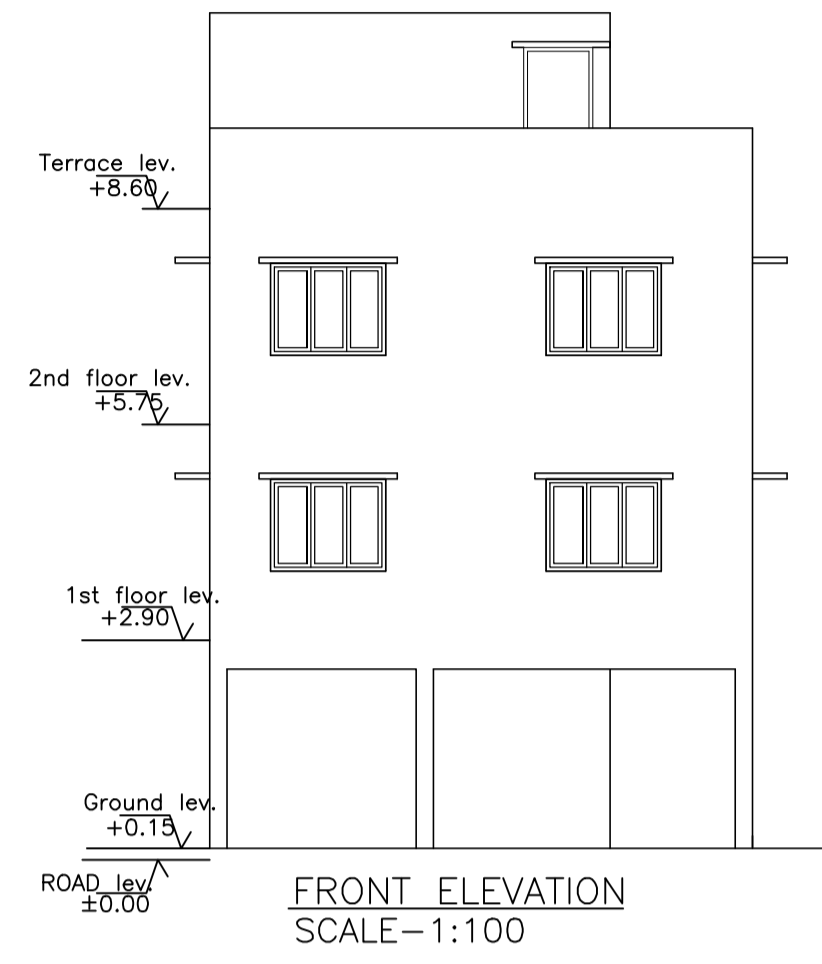 Terrace lev.
+8.60
2nd floor lev.
+5.75
1st floor lev.
+2.90
Ground lev.
+0.15
ROAD lev.
±0.00
FRONT ELEVATION
SCALE-1:100